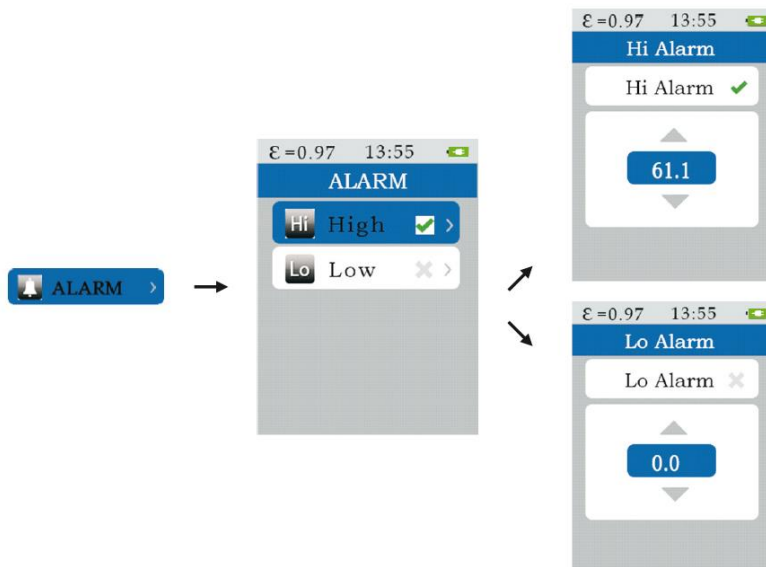 ALARM
ε=0.97 13:55
ALARM
Hi High
Lo Low
ε=0.97 13:55
Hi Alarm
Hi Alarm
61.1
ε=0.97 13:55
Lo Alarm
Lo Alarm
0.0